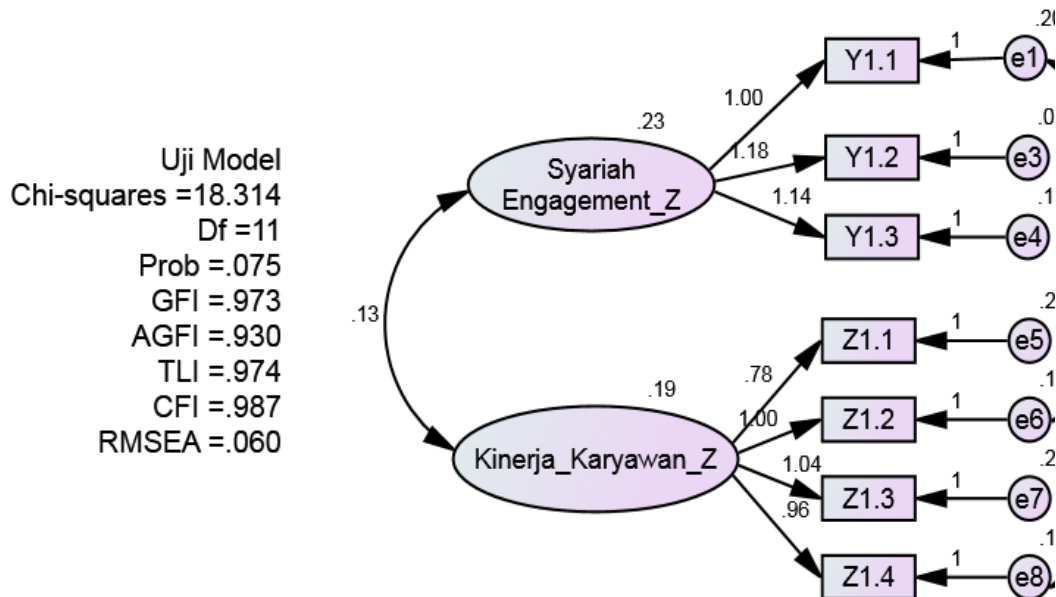 Uji Model
Chi-squares =18.314
Df =11
Prob =.075
GFI =.973
AGFI =.930
TLI =.974
CFI =.987
RMSEA =.060
.13
.23
Syariah
Engagement_Z
1.00
1.18
1.14
Y1.1
1
e1
Y1.2
1
e3
Y1.3
1
e4
.19
Kinerja_Karyawan_Z
.78
1.00
1.04
.96
Z1.1
1
e5
Z1.2
1
e6
Z1.3
1
e7
Z1.4
1
e8